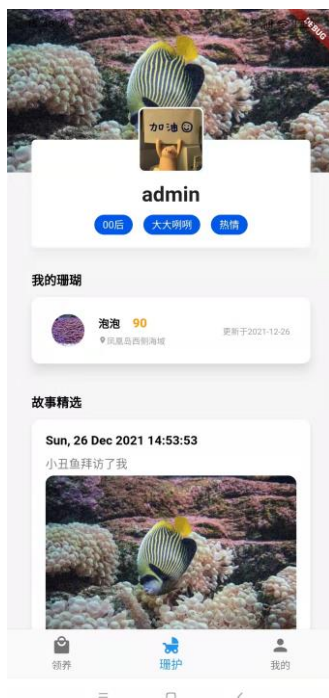 DEBUG
加油
admin
00后
大大咧咧
热情
我的珊瑚
泡泡 90
凤凰岛西侧海域
更新于2021-12-26
故事精选
Sun, 26 Dec 2021 14:53:53
小丑鱼拜访了我
领养
珊护
我的